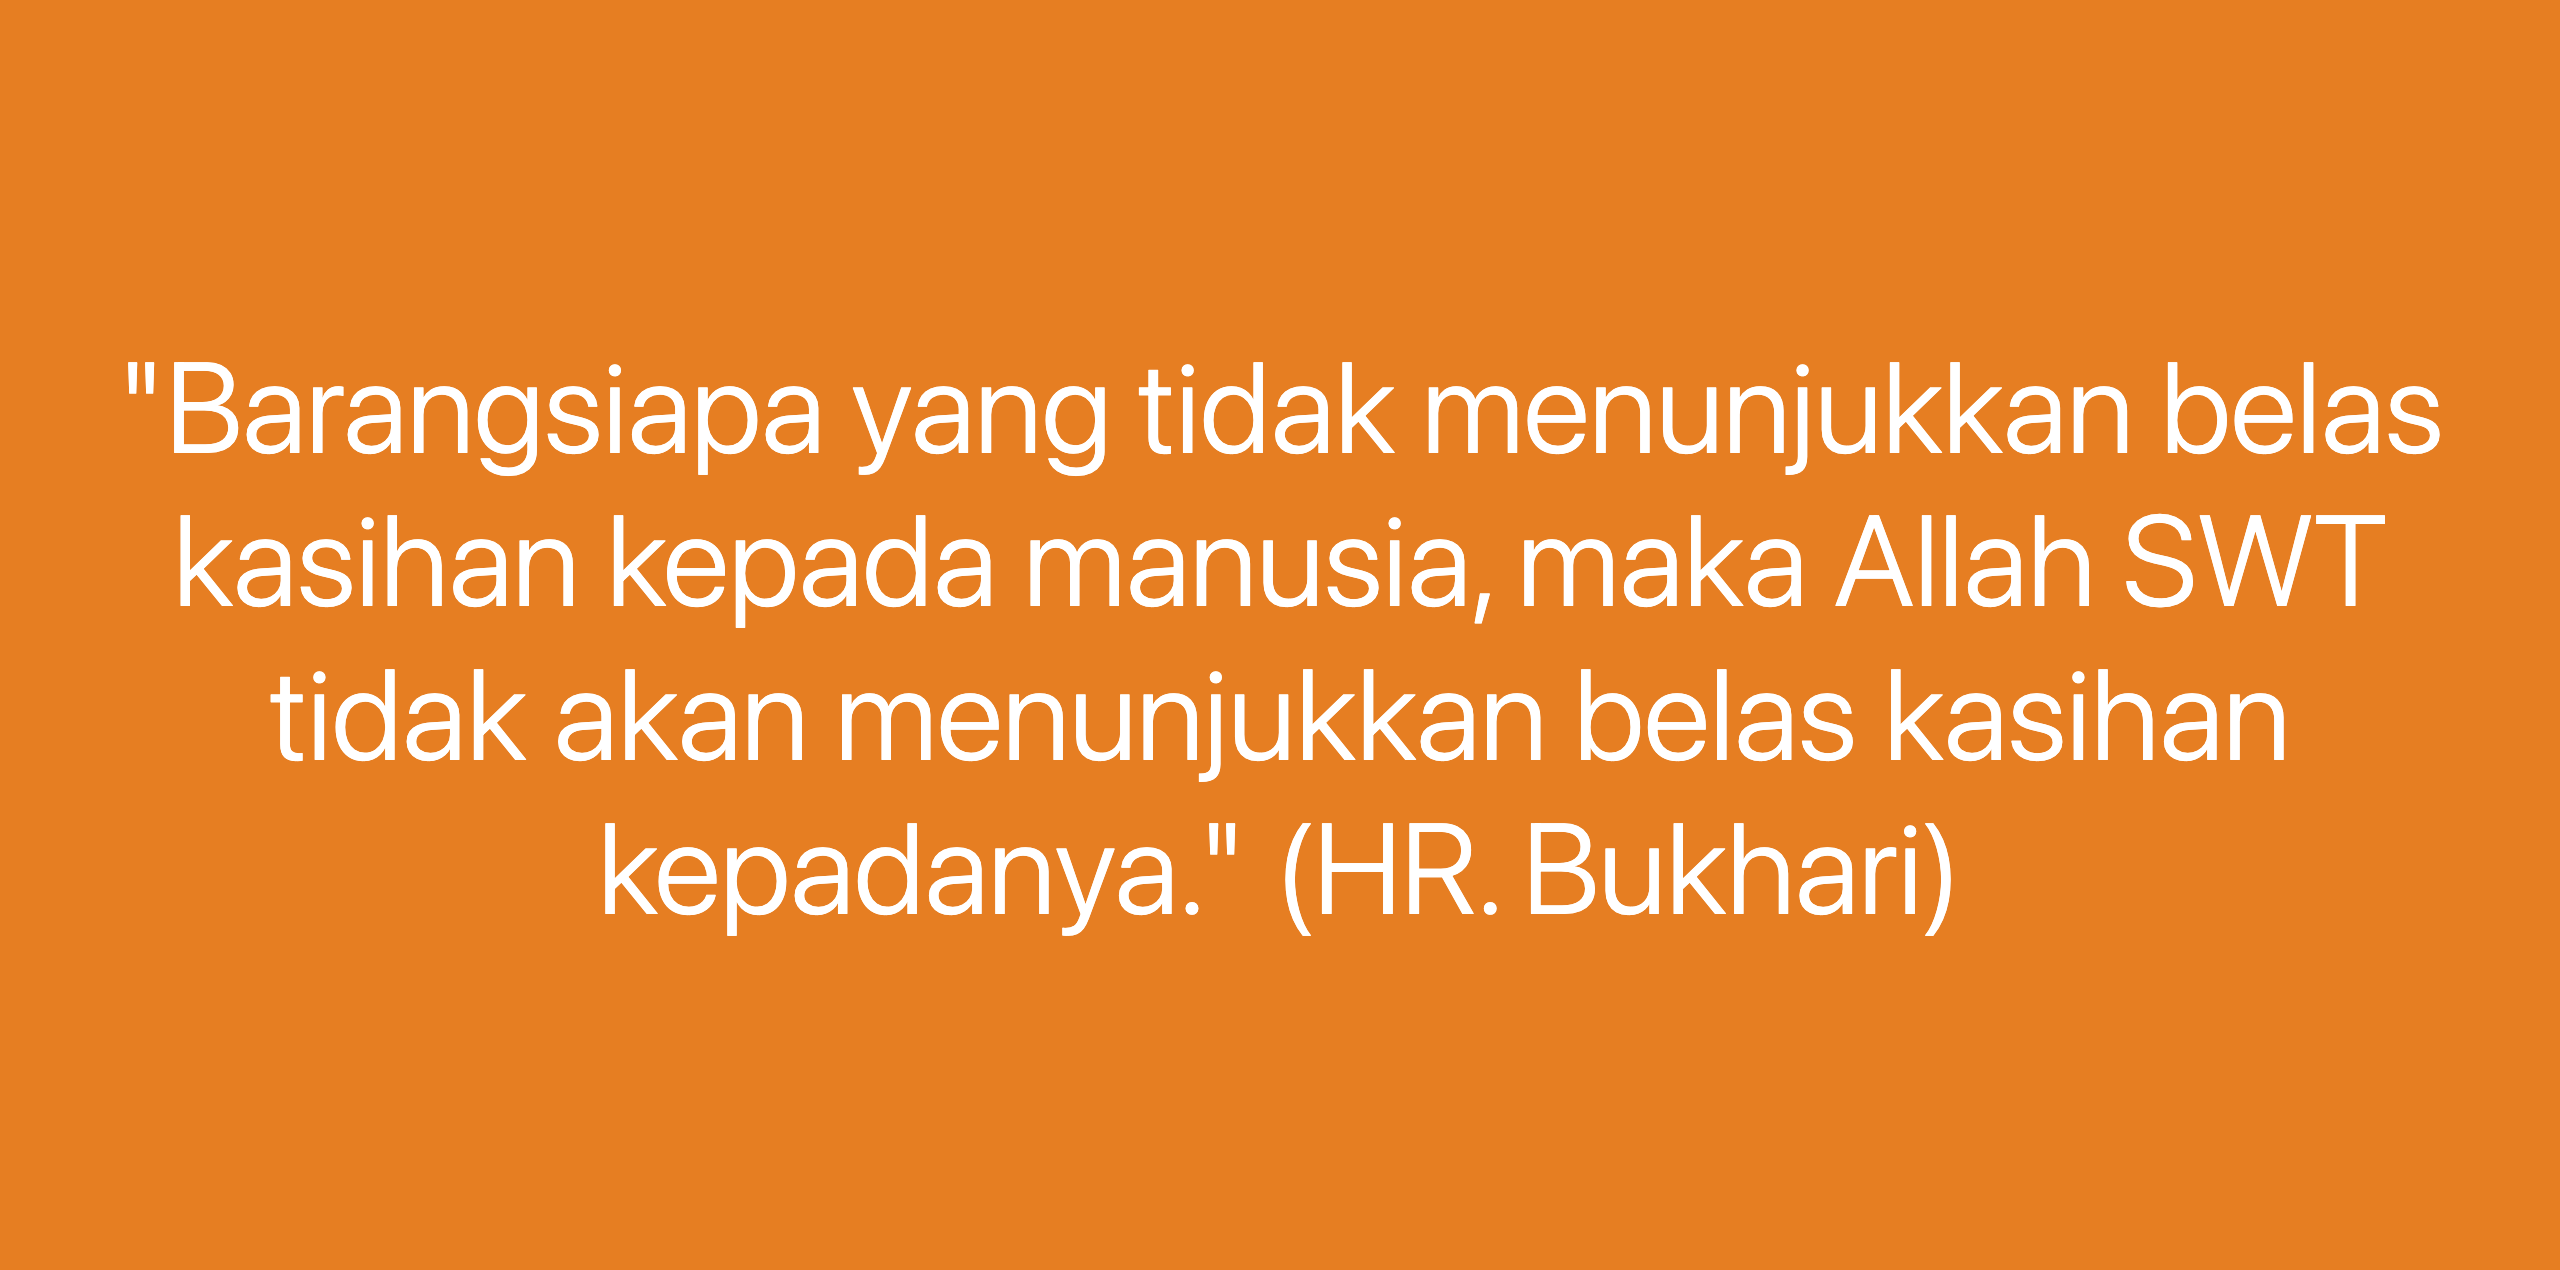 "Barangsiapa yang tidak menunjukkan belas
kasihan kepada manusia, maka Allah SWT
tidak akan menunjukkan belas kasihan
kepadanya." (HR. Bukhari)